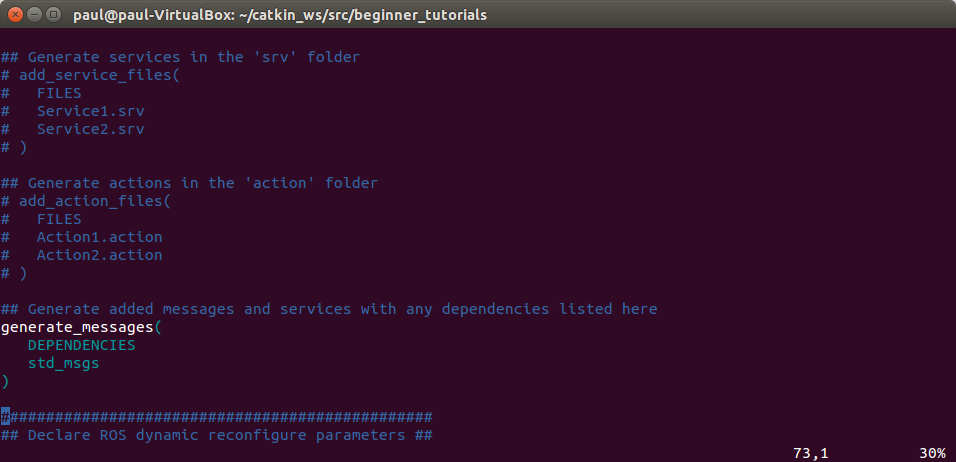 paul@paul-VirtualBox: ~/catkin_ws/src/beginner_tutorials
## Generate services in the 'srv' folder
# add_service_files(
#   FILES
#   Service1.srv
#   Service2.srv
# )
## Generate actions in the 'action' folder
# add_action_files(
#   FILES
#   Action1.action
#   Action2.action
# )
## Generate added messages and services with any dependencies listed here
generate_messages(
   DEPENDENCIES
   std_msgs
)
################################################
## Declare ROS dynamic reconfigure parameters ##
73,1 30%